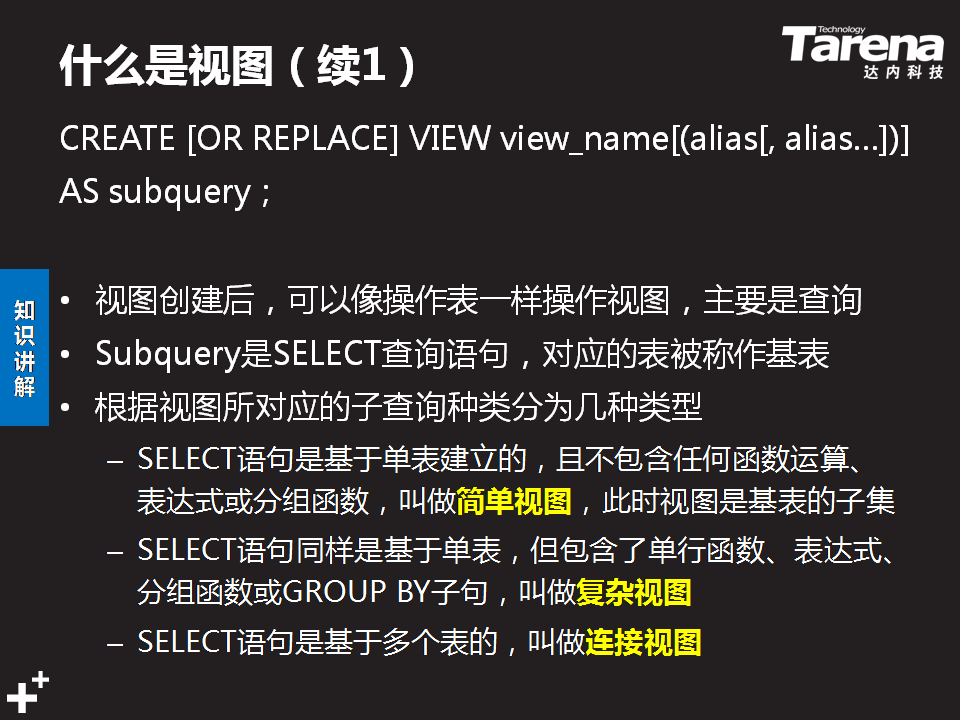 什么是视图（续1）
Technology
Tarena
达内科技
CREATE [OR REPLACE] VIEW view_name[(alias[, alias…])]
AS subquery ;
知识讲解
• 视图创建后，可以像操作表一样操作视图，主要是查询
• Subquery是SELECT查询语句，对应的表被称作基表
• 根据视图所对应的子查询种类分为几种类型
– SELECT语句是基于单表建立的，且不包含任何函数运算、
表达式或分组函数，叫做简单视图，此时视图是基表的子集
– SELECT语句同样是基于单表，但包含了单行函数、表达式、
分组函数或GROUP BY子句，叫做复杂视图
– SELECT语句是基于多个表的，叫做连接视图